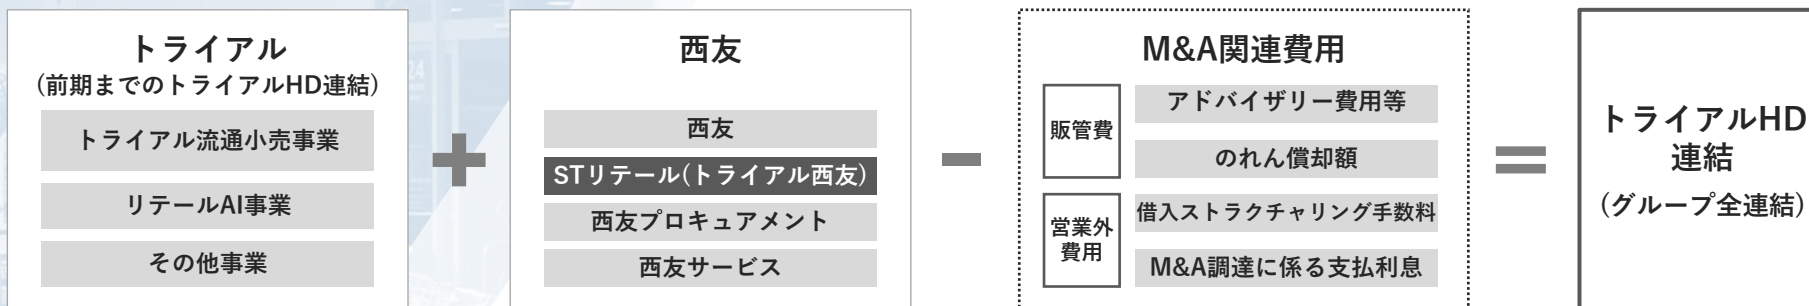 トライアル
(前期までのトライアルHD連結)
トライアル流通小売事業
リテールAI事業
その他事業
+
西友
西友
STリテール(トライアル西友)
西友プロキュアメント
西友サービス
−
M&A関連費用
販管費
アドバイザリー費用等
のれん償却額
営業外
費用
借入ストラクチャリング手数料
M&A調達に係る支払利息
=
トライアルHD
連結
(グループ全連結)